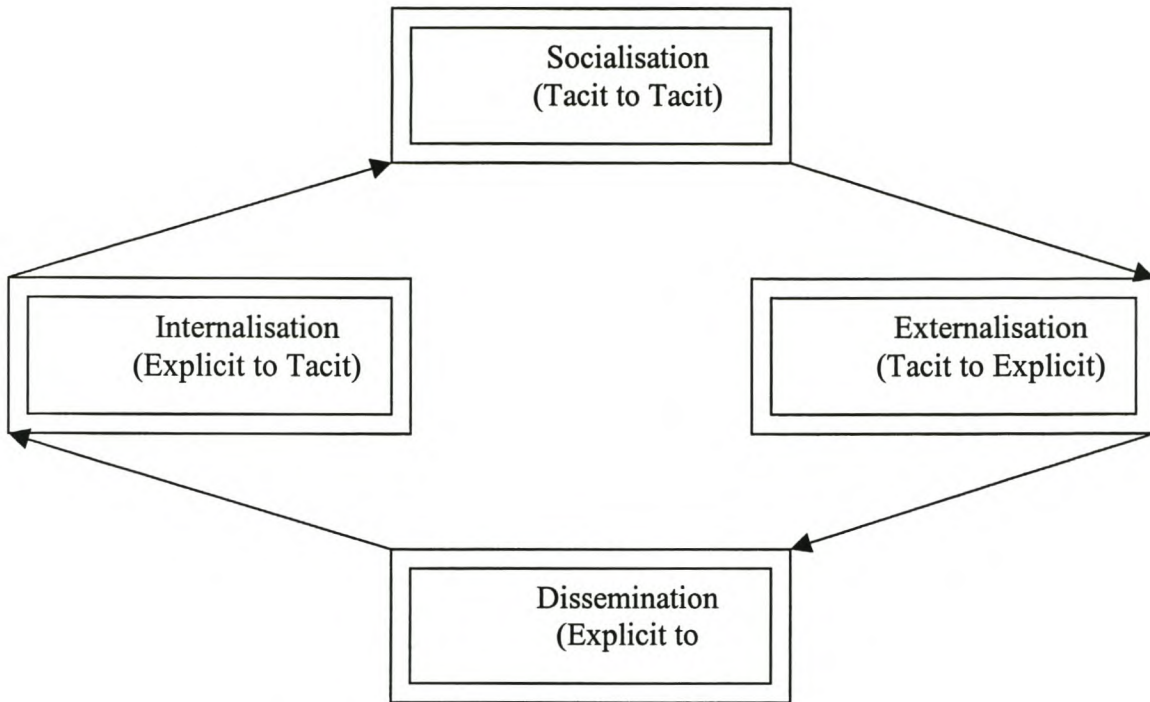 Socialisation
(Tacit to Tacit)
Internalisation
(Explicit to Tacit)
Externalisation
(Tacit to Explicit)
Dissemination
(Explicit to